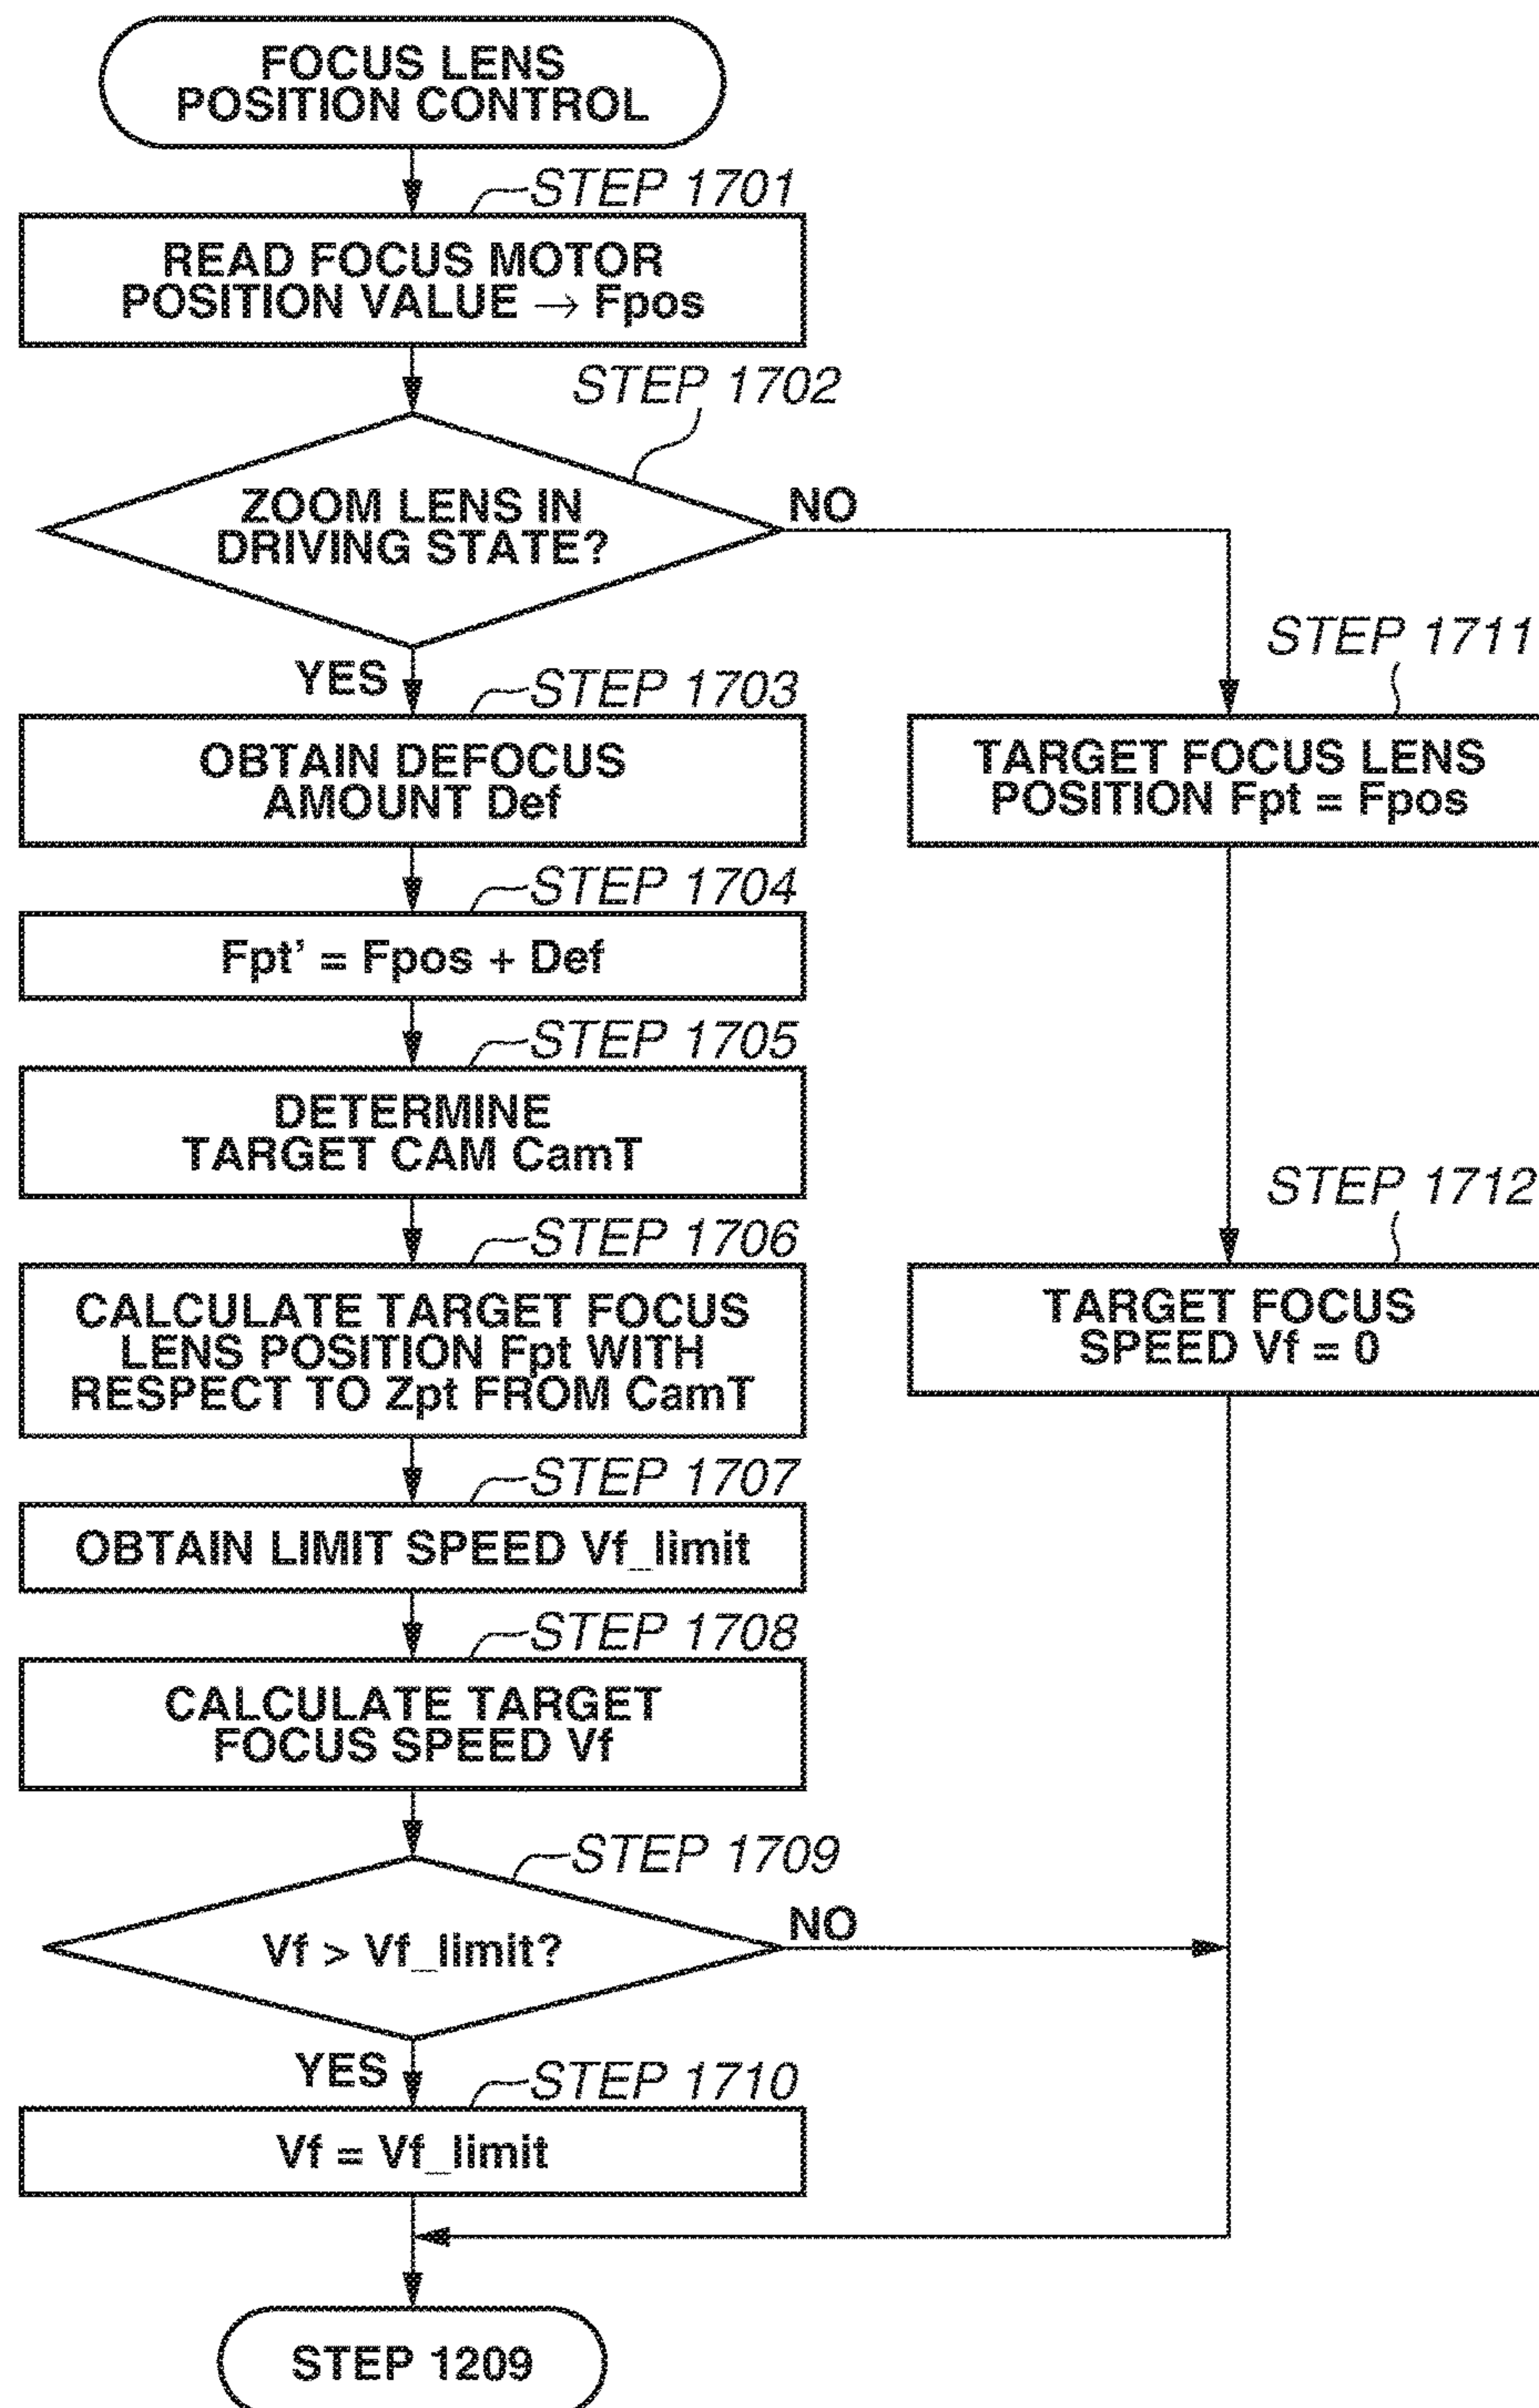 FOCUS LENS
POSITION CONTROL
STEP 1701
READ FOCUS MOTOR
POSITION VALUE → Fpos
STEP 1702
ZOOM LENS IN
DRIVING STATE?
NO
YES
STEP 1703
OBTAIN DEFOCUS
AMOUNT Def
STEP 1711
TARGET FOCUS LENS
POSITION Fpt = Fpos
STEP 1704
Fpt’ = Fpos + Def
STEP 1705
DETERMINE
TARGET CAM CamT
STEP 1706
CALCULATE TARGET FOCUS
LENS POSITION Fpt WITH
RESPECT TO Zpt FROM CamT
STEP 1712
TARGET FOCUS
SPEED Vf = 0
STEP 1707
OBTAIN LIMIT SPEED Vf_limit
STEP 1708
CALCULATE TARGET
FOCUS SPEED Vf
STEP 1709
Vf > Vf_limit?
NO
YES
STEP 1710
Vf = Vf_limit
STEP 1209